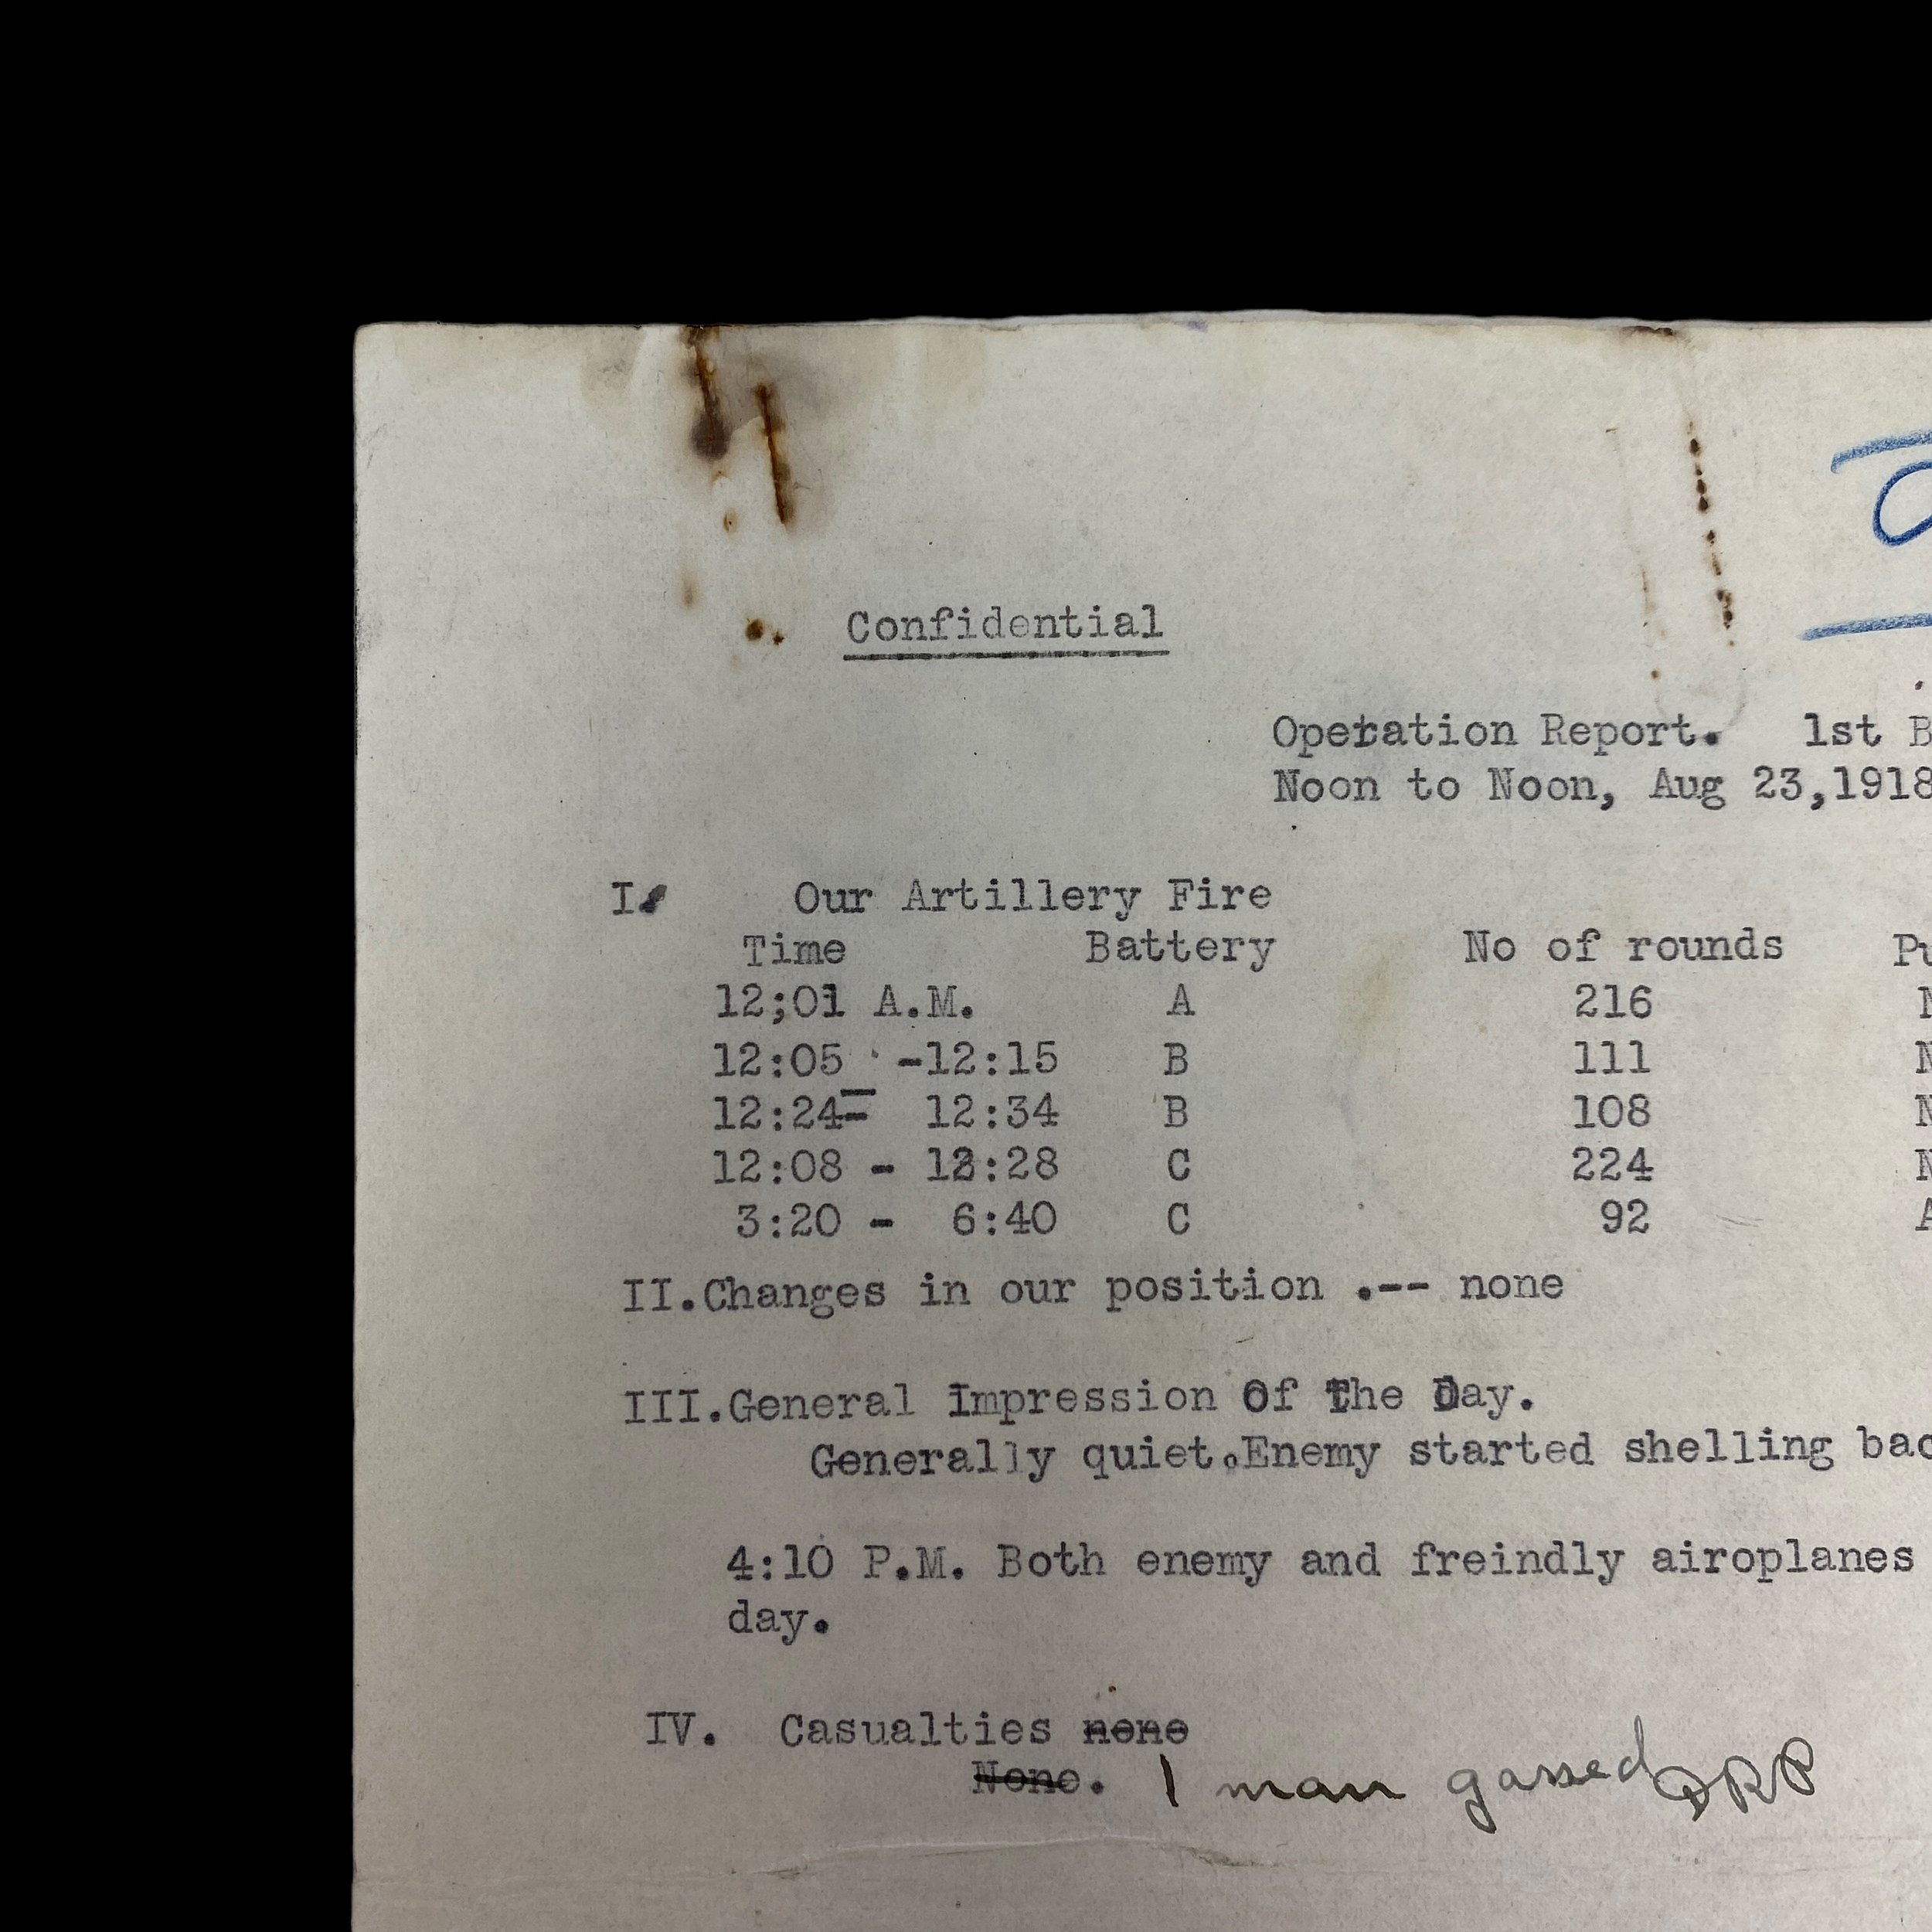 Confidential
Operation Report. 1st B
Noon to Noon, Aug 23,1918
I. Our Artillery Fire
Time Battery No of rounds Pu
12;01 A.M. A 216 N
12:05 -12:15 B 111 N
12:24- 12:34 B 108 N
12:08 - 12:28 C 224 N
3:20 - 6:40 C 92 A
II.Changes in our position .-- none
III.General Impression Of The Day.
Generally quiet.Enemy started shelling bac
4:10 P.M. Both enemy and freindly airoplanes
day.
IV. Casualties none
None. 1 man gassed DRP